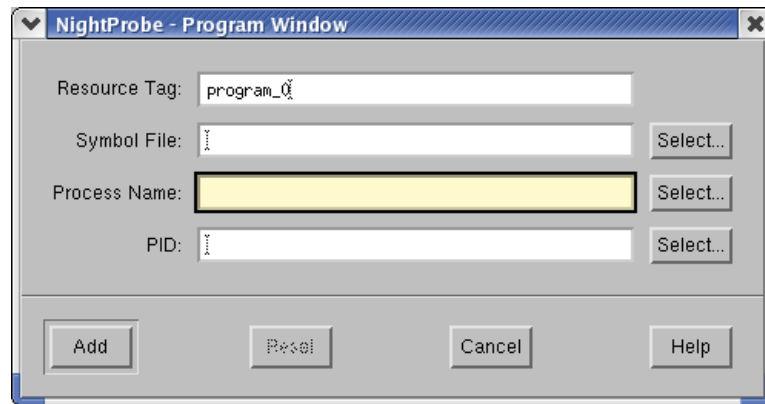 NightProbe - Program Window
Resource Tag: program_0
Symbol File: Select...
Process Name: Select...
PID: Select...
Add Reset Cancel Help